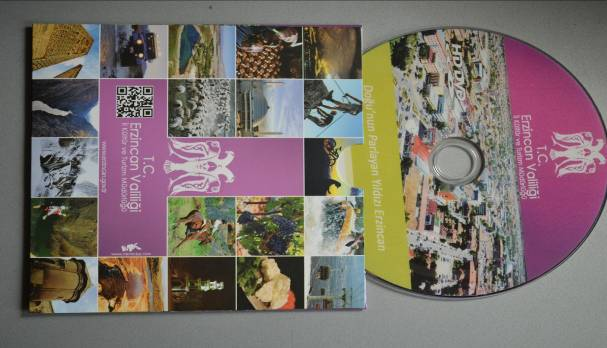 T.C.
Erzincan Valiliği
İl Kültür ve Turizm Müdürlüğü
Doğu'nun Parlayan Yıldızı Erzincan
HD DVD
T.C.
Erzincan Valiliği
İl Kültür ve Turizm Müdürlüğü